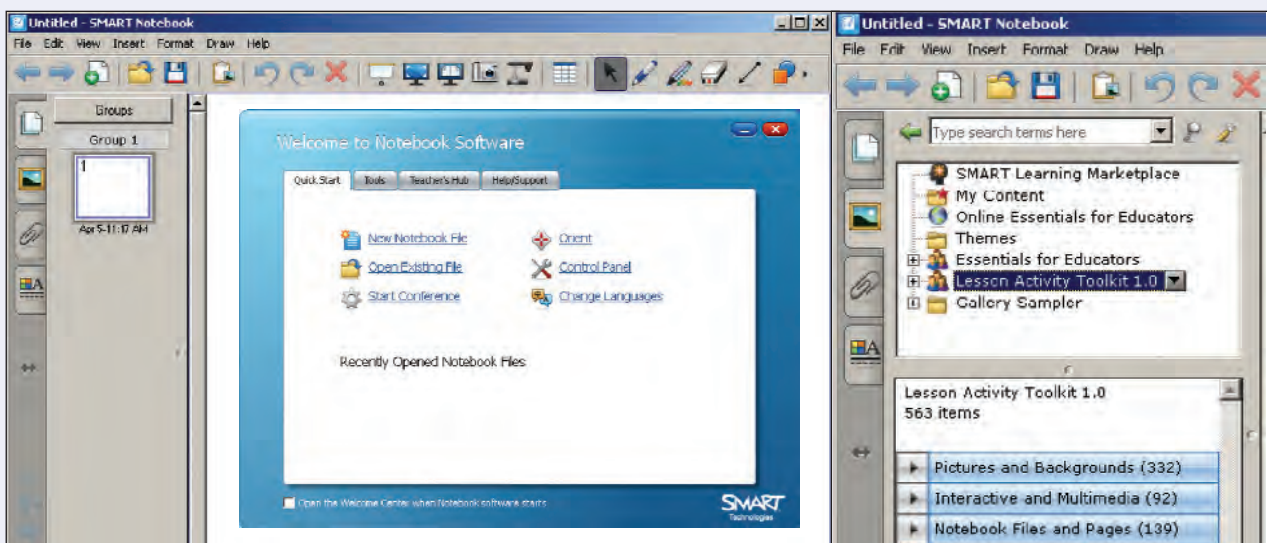 Untitled - SMART Notebook
File Edit View Insert Format Draw Help
Groups
Group 1
1
Apr 5-11:17 AM
Welcome to Notebook Software
Quick Start Tools Teacher's Hub Help/Support
New Notebook File Orient
Open Existing File Control Panel
Start Conference Change Languages
Recently Opened Notebook Files
Open the Welcome Center when Notebook software starts
SMART
Technologies
Untitled - SMART Notebook
File Edit View Insert Format Draw Help
Type search terms here
SMART Learning Marketplace
My Content
Online Essentials for Educators
Themes
Essentials for Educators
Lesson Activity Toolkit 1.0
Gallery Sampler
Lesson Activity Toolkit 1.0
563 items
Pictures and Backgrounds (332)
Interactive and Multimedia (92)
Notebook Files and Pages (139)